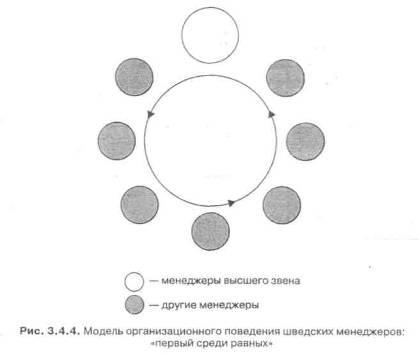 — менеджеры высшего звена
— другие менеджеры
Рис. 3.4.4. Модель организационного поведения шведских менеджеров:
«первый среди равных»